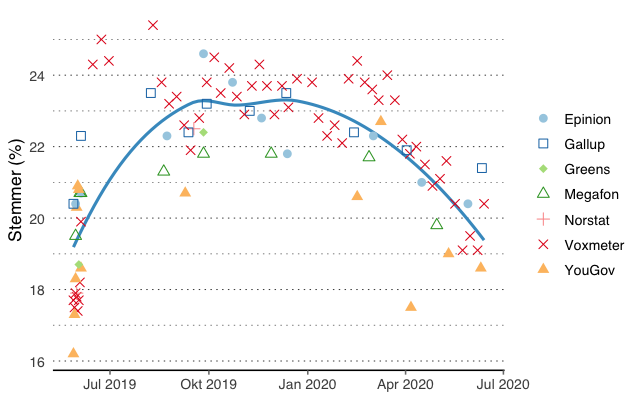 Stemmer (%)
24
22
20
18
16
Jul 2019
Okt 2019
Jan 2020
Apr 2020
Jul 2020
Epinion
Gallup
Greens
Megafon
Norstat
Voxmeter
YouGov